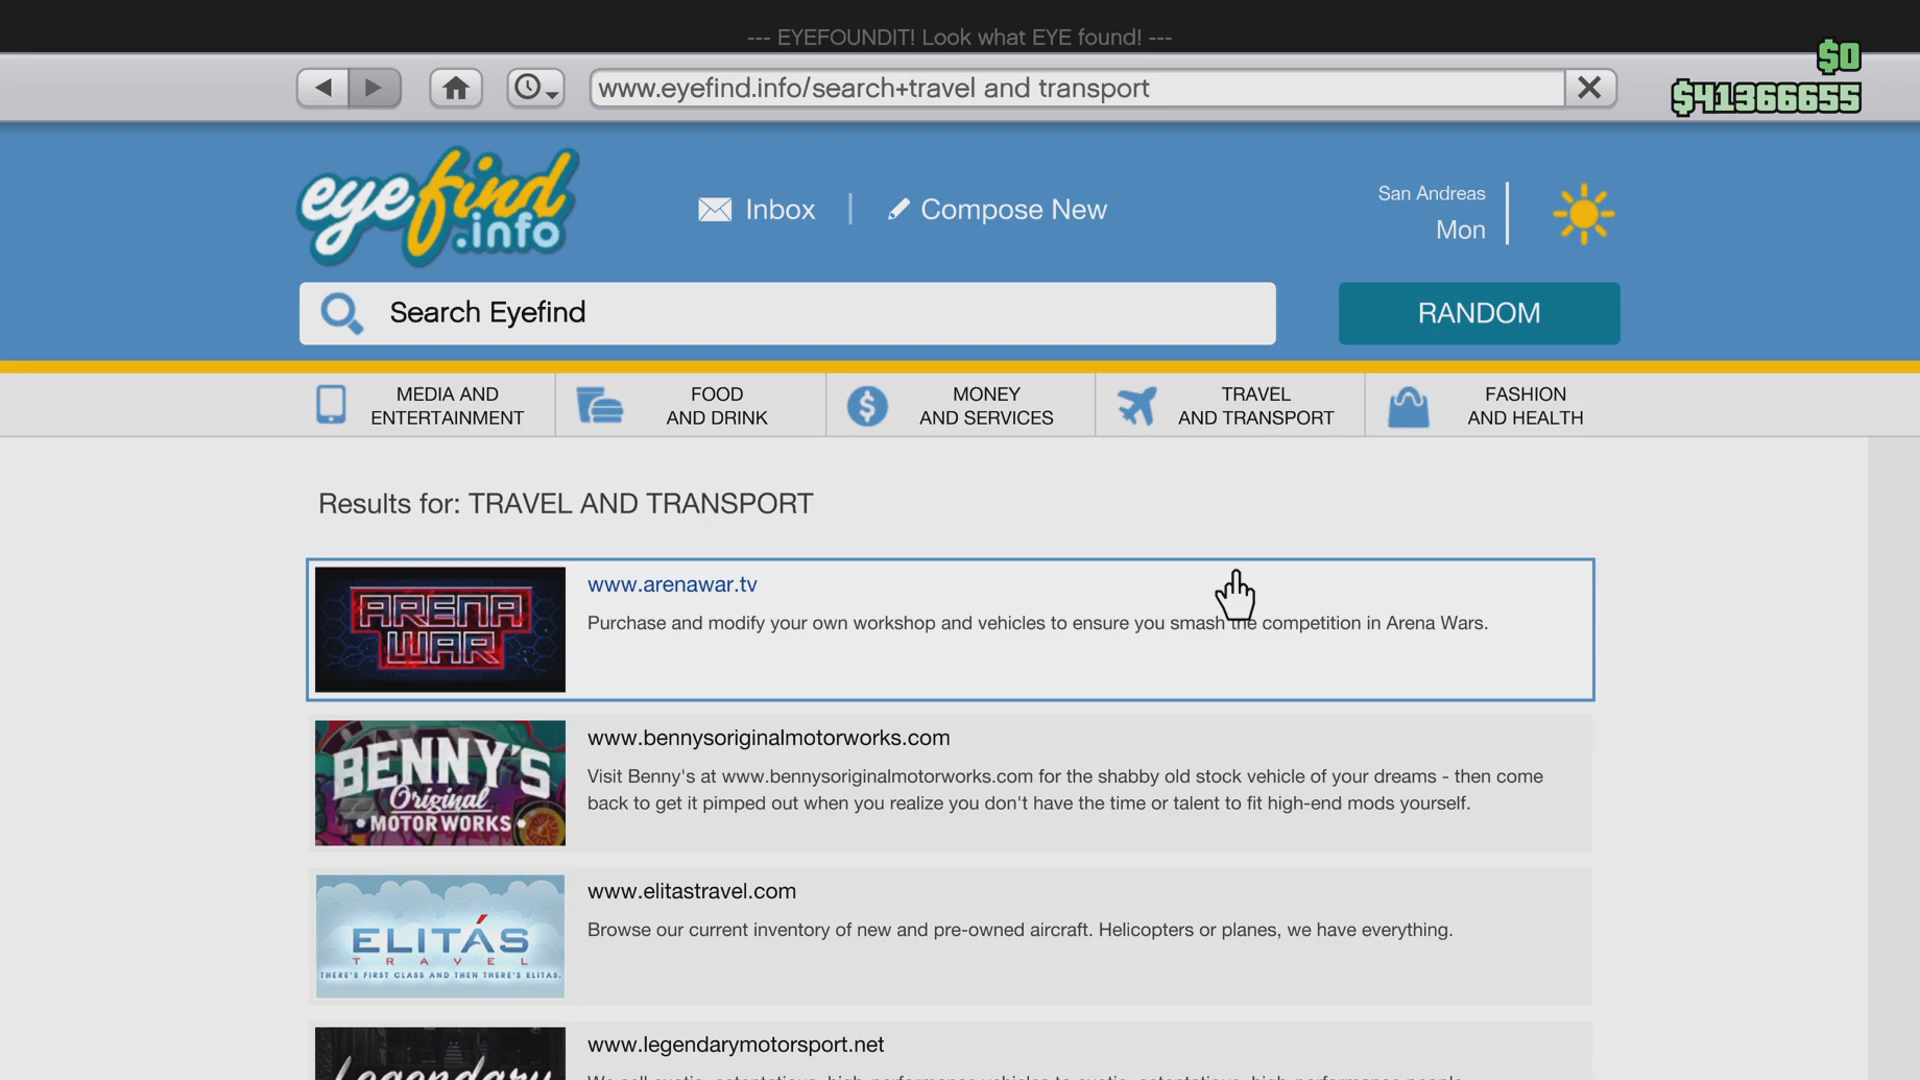 --- EYEFOUNDIT! Look what EYE found! ---
$0
www.eyefind.info/search+travel and transport
$41366655
eyefind
.info
Inbox
Compose New
San Andreas
Mon
Search Eyefind
RANDOM
MEDIA AND
ENTERTAINMENT
FOOD
AND DRINK
MONEY
AND SERVICES
TRAVEL
AND TRANSPORT
FASHION
AND HEALTH
Results for: TRAVEL AND TRANSPORT
ARENA
WAR
www.arenawar.tv
Purchase and modify your own workshop and vehicles to ensure you smash the competition in Arena Wars.
BENNY'S
Original
MOTOR WORKS
www.bennysoriginalmotorworks.com
Visit Benny's at www.bennysoriginalmotorworks.com for the shabby old stock vehicle of your dreams - then come
back to get it pimped out when you realize you don't have the time or talent to fit high-end mods yourself.
ELITÁS
TRAVEL
THERE'S FIRST CLASS AND THEN THERE'S ELITAS.
www.elitastravel.com
Browse our current inventory of new and pre-owned aircraft. Helicopters or planes, we have everything.
Legendary
www.legendarymotorsport.net